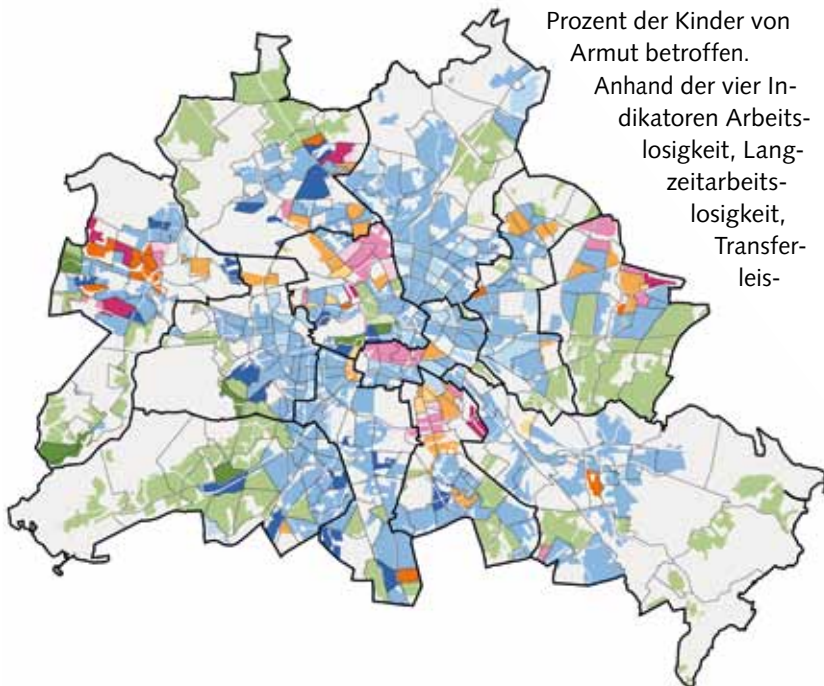 Prozent der Kinder von
Armut betroffen.
Anhand der vier In-
dikatoren Arbeits-
losigkeit, Lang-
zeitarbeits-
losigkeit,
Transfer-
leis-